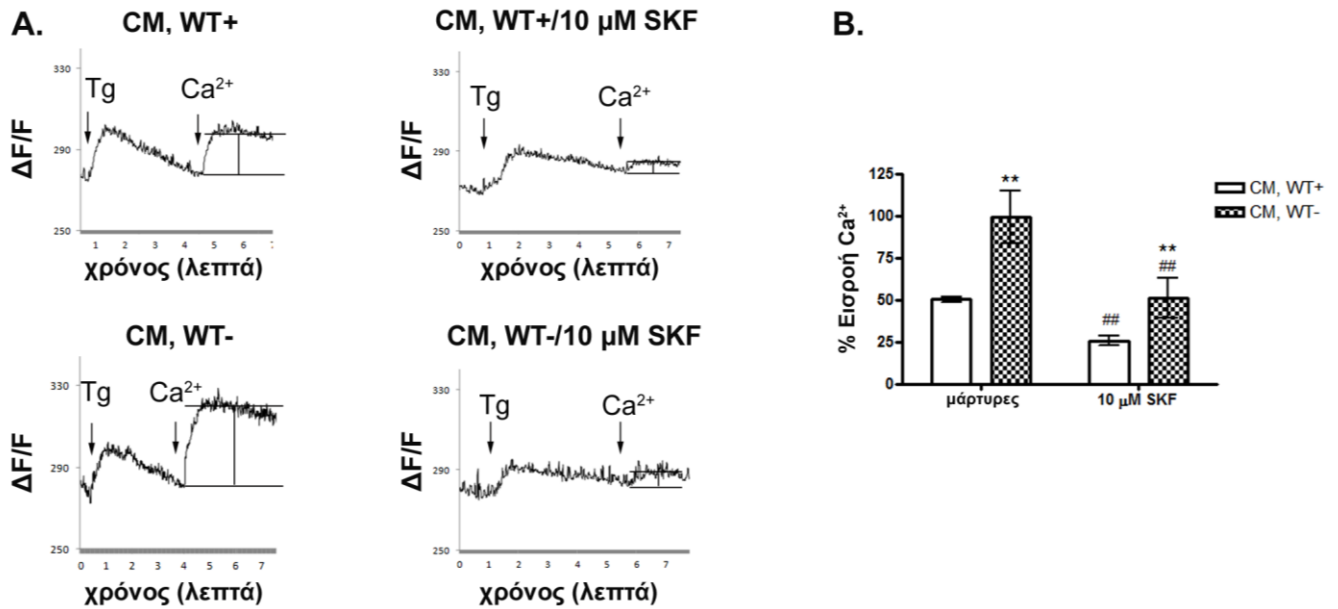 A.
CM, WT+
ΔF/F
330
290
250
Tg
Ca²⁺
1 2 3 4 5 6 :
χρόνος (λεπτά)
CM, WT+/10 μM SKF
ΔF/F
330
290
250
Tg
Ca²⁺
0 1 2 3 4 5 6 7
χρόνος (λεπτά)
CM, WT-
ΔF/F
330
290
250
Tg
Ca²⁺
0 1 2 3 4 5 6 7
χρόνος (λεπτά)
CM, WT-/10 μM SKF
ΔF/F
330
290
250
Tg
Ca²⁺
0 1 2 3 4 5 6 7
χρόνος (λεπτά)
B.
% Εισροή Ca²⁺
125
100
75
50
25
0
**
##
**
##
μάρτυρες
10 μM SKF
CM, WT+
CM, WT-